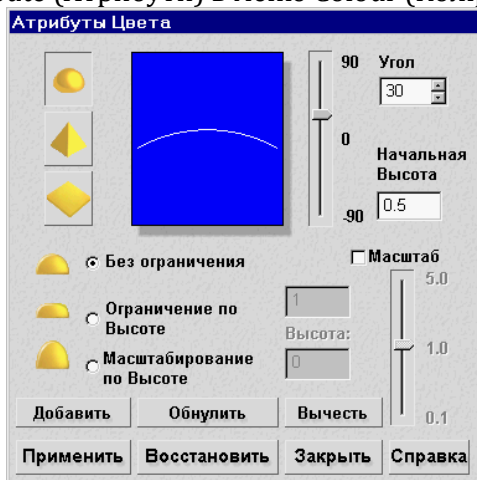 Атрибуты Цвета
90
Угол
30
0
Начальная
Высота
-90
0.5
Без ограничения
Масштаб
5.0
Ограничение по
Высоте
1
Высота:
1.0
Масштабирование
по Высоте
0
Добавить
Обнулить
Вычесть
0.1
Применить
Восстановить
Закрыть
Справка